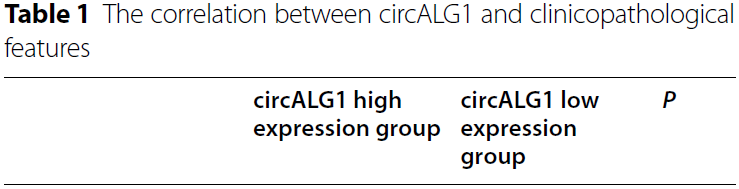 Table 1 The correlation between circALG1 and clinicopathological
features
circALG1 high circALG1 low P
expression group expression
group